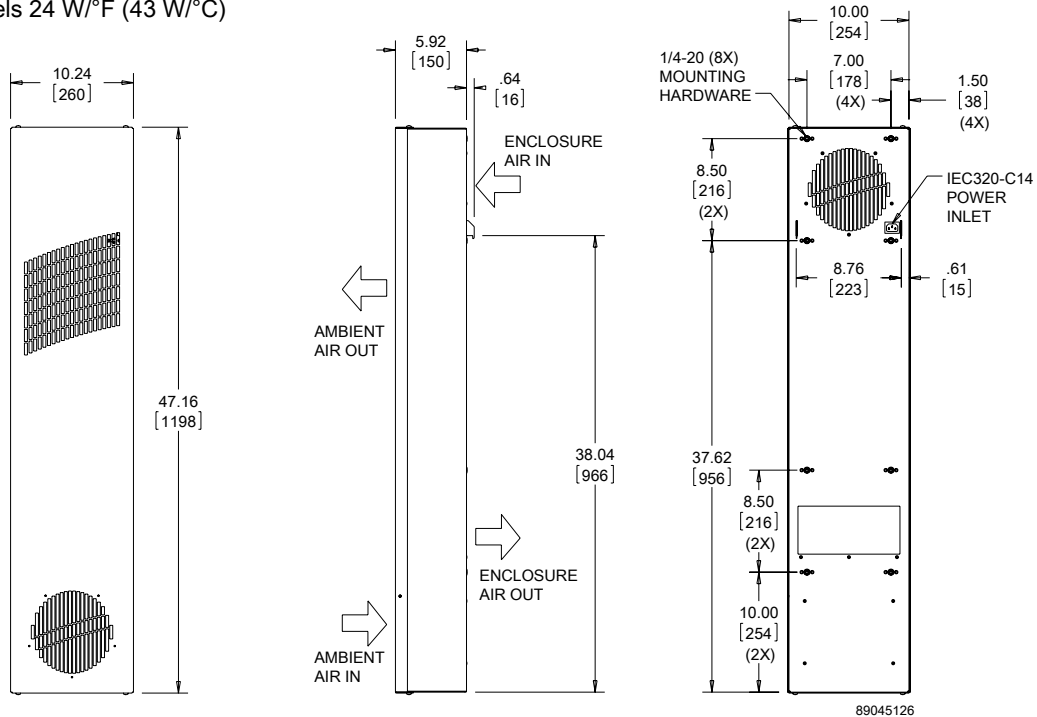 els 24 W/°F (43 W/°C)
10.24
[260]
47.16
[1198]
5.92
[150]
.64
[16]
ENCLOSURE
AIR IN
AMBIENT
AIR OUT
38.04
[966]
ENCLOSURE
AIR OUT
AMBIENT
AIR IN
10.00
[254]
1/4-20 (8X)
MOUNTING
HARDWARE
7.00
[178]
(4X)
1.50
[38]
(4X)
8.50
[216]
(2X)
IEC320-C14
POWER
INLET
8.76
[223]
.61
[15]
37.62
[956]
8.50
[216]
(2X)
10.00
[254]
(2X)
89045126